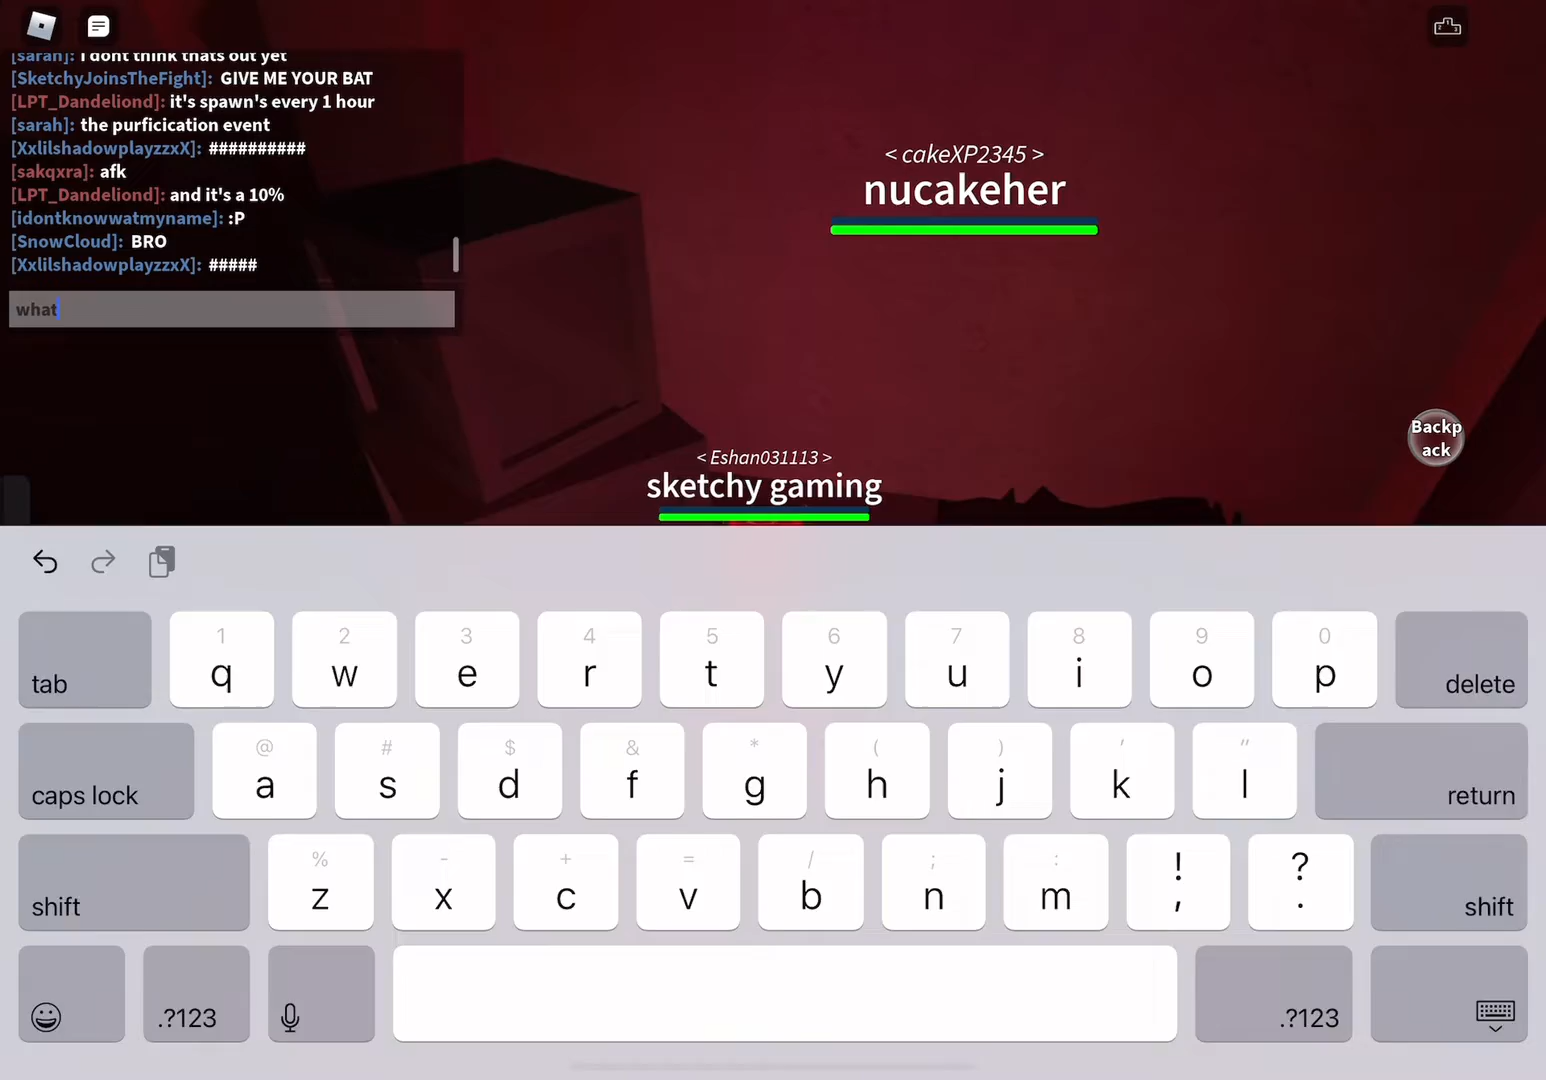 [sarah]: I dont think thats out yet
[SketchyJoinsTheFight]: GIVE ME YOUR BAT
[LPT_Dandeliond]: it's spawn's every 1 hour
[sarah]: the purficication event
[XxlilshadowplayzzxX]: ##########
[sakqxra]: afk
[LPT_Dandeliond]: and it's a 10%
[idontknowwatmyname]: :P
[SnowCloud]: BRO
[XxlilshadowplayzzxX]: #####
what
< cakeXP2345 >
nucakeher
Backp
ack
< Eshan031113 >
sketchy gaming
1 2 3 4 5 6 7 8 9 0
tab q w e r t y u i o p delete
@ # $ & * ( ) ' "
caps lock a s d f g h j k l return
% - + = / ; : ! ?
shift z x c v b n m , . shift
.?123 .?123